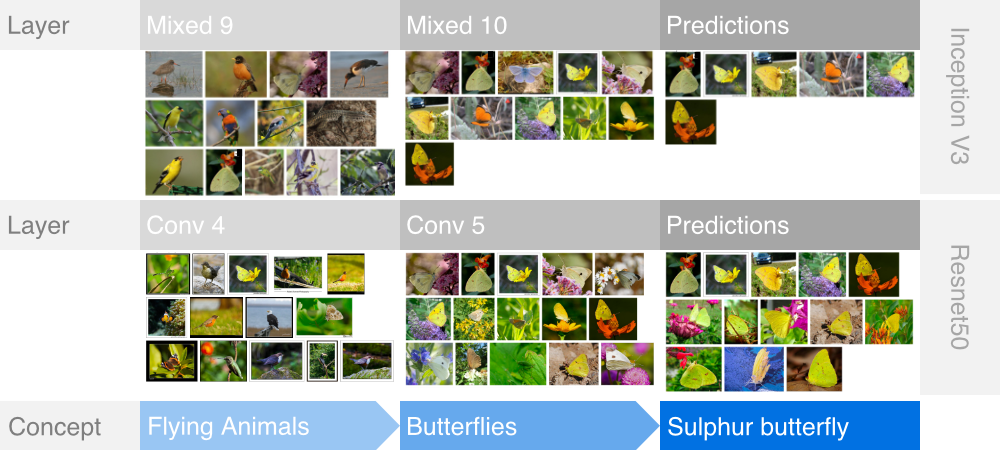 Layer Mixed 9 Mixed 10 Predictions
Inception V3
Layer Conv 4 Conv 5 Predictions
Resnet50
Concept Flying Animals Butterflies Sulphur butterfly